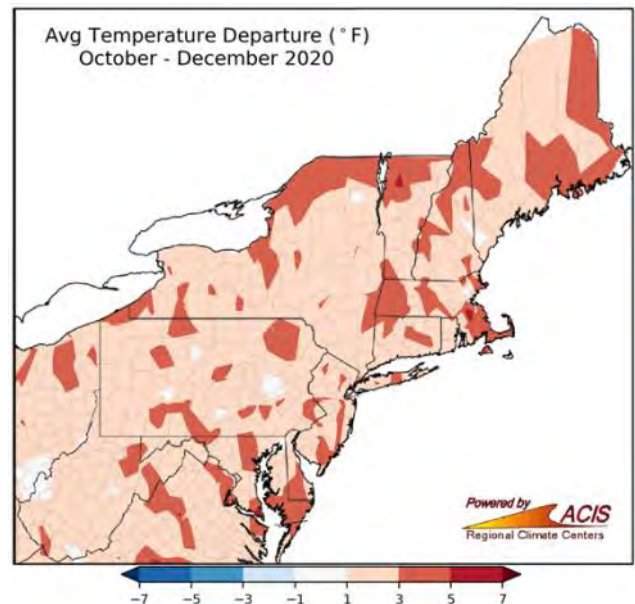 Avg Temperature Departure (°F)
October - December 2020
Powered by
ACIS
Regional Climate Centers
−7 −5 −3 −1 1 3 5 7